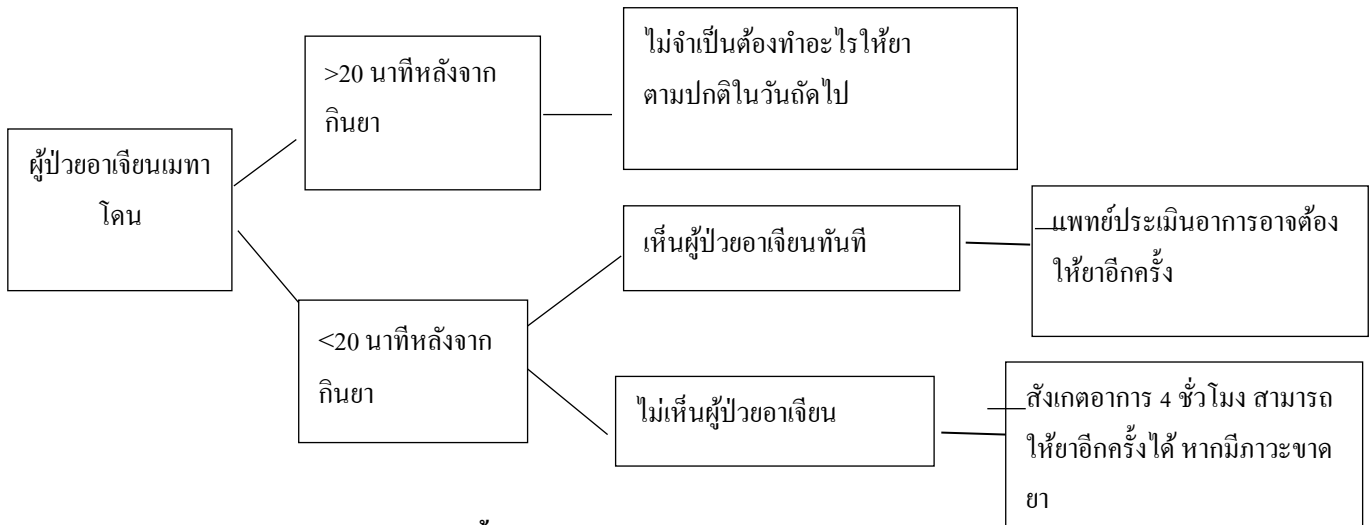 ผู้ป่วยอาเจียนเมทา
โดน
>20 นาทีหลังจาก
กินยา
ไม่จำเป็นต้องทำอะไรให้ยา
ตามปกติในวันถัดไป
<20 นาทีหลังจาก
กินยา
เห็นผู้ป่วยอาเจียนทันที
แพทย์ประเมินอาการอาจต้อง
ให้ยาอีกครั้ง
ไม่เห็นผู้ป่วยอาเจียน
สังเกตอาการ 4 ชั่วโมง สามารถ
ให้ยาอีกครั้งได้ หากมีภาวะขาด
ยา